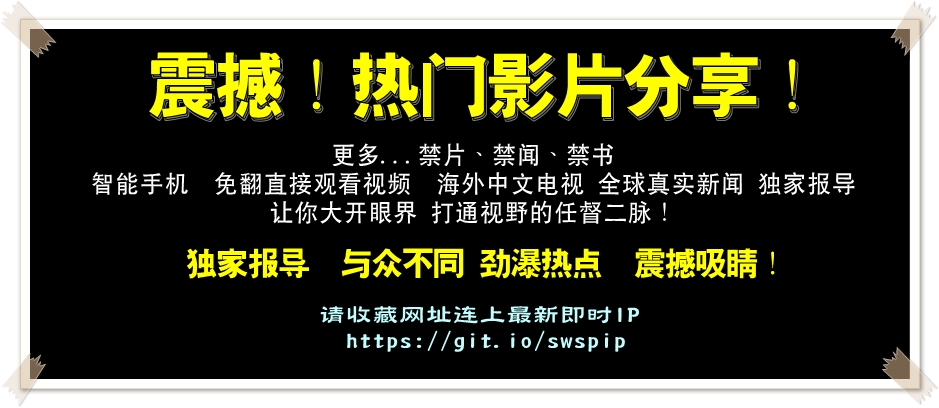 震撼！热门影片分享！
更多...禁片、禁闻、禁书
智能手机 免翻直接观看视频 海外中文电视 全球真实新闻 独家报导
让你大开眼界 打通视野的任督二脉！
独家报导 与众不同 劲瀑热点 震撼吸睛！
请收藏网址连上最新即时IP
https://git.io/swspip